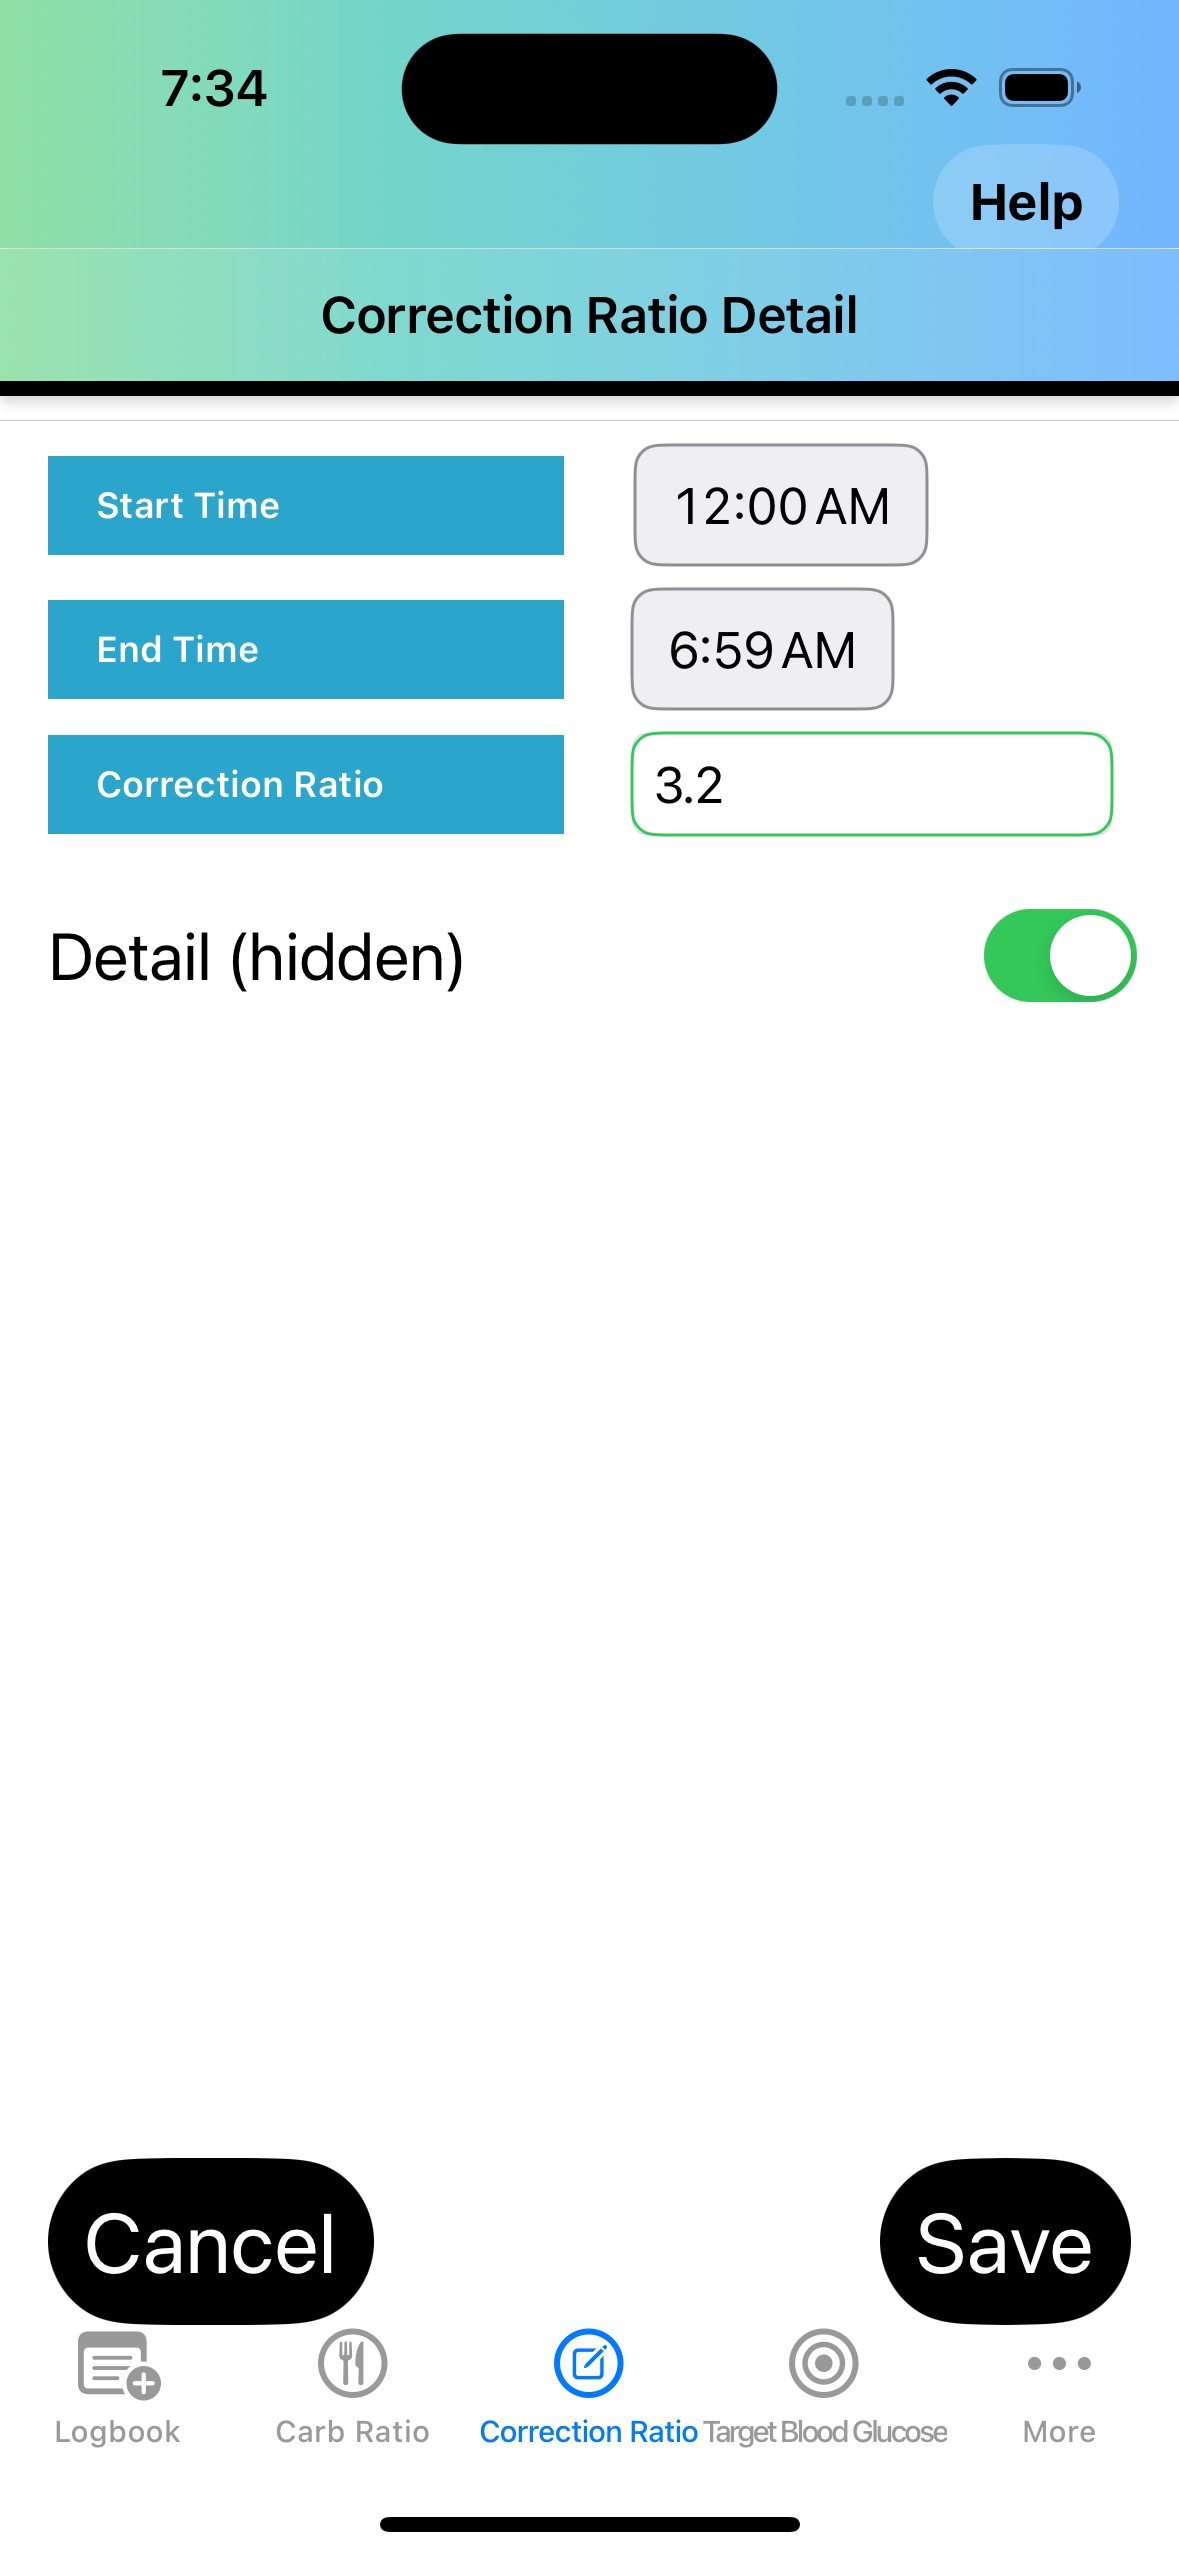 7:34
Help
Correction Ratio Detail
Start Time
12:00 AM
End Time
6:59 AM
Correction Ratio
3.2
Detail (hidden)
Cancel
Save
Logbook
Carb Ratio
Correction Ratio
Target Blood Glucose
More